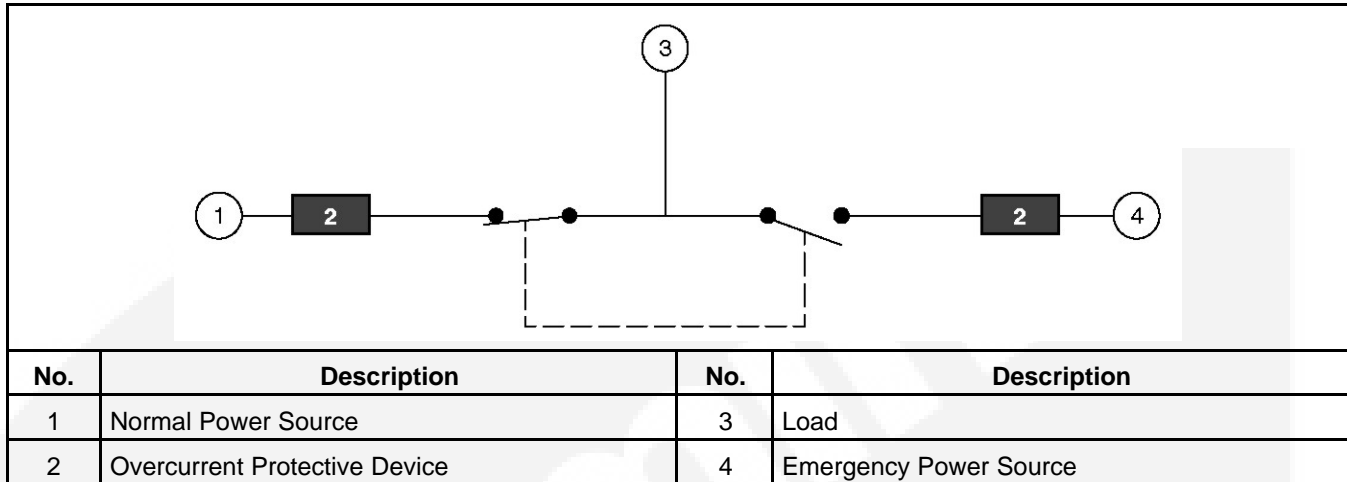 3
1 2 2 4
No. Description No. Description
1 Normal Power Source 3 Load
2 Overcurrent Protective Device 4 Emergency Power Source